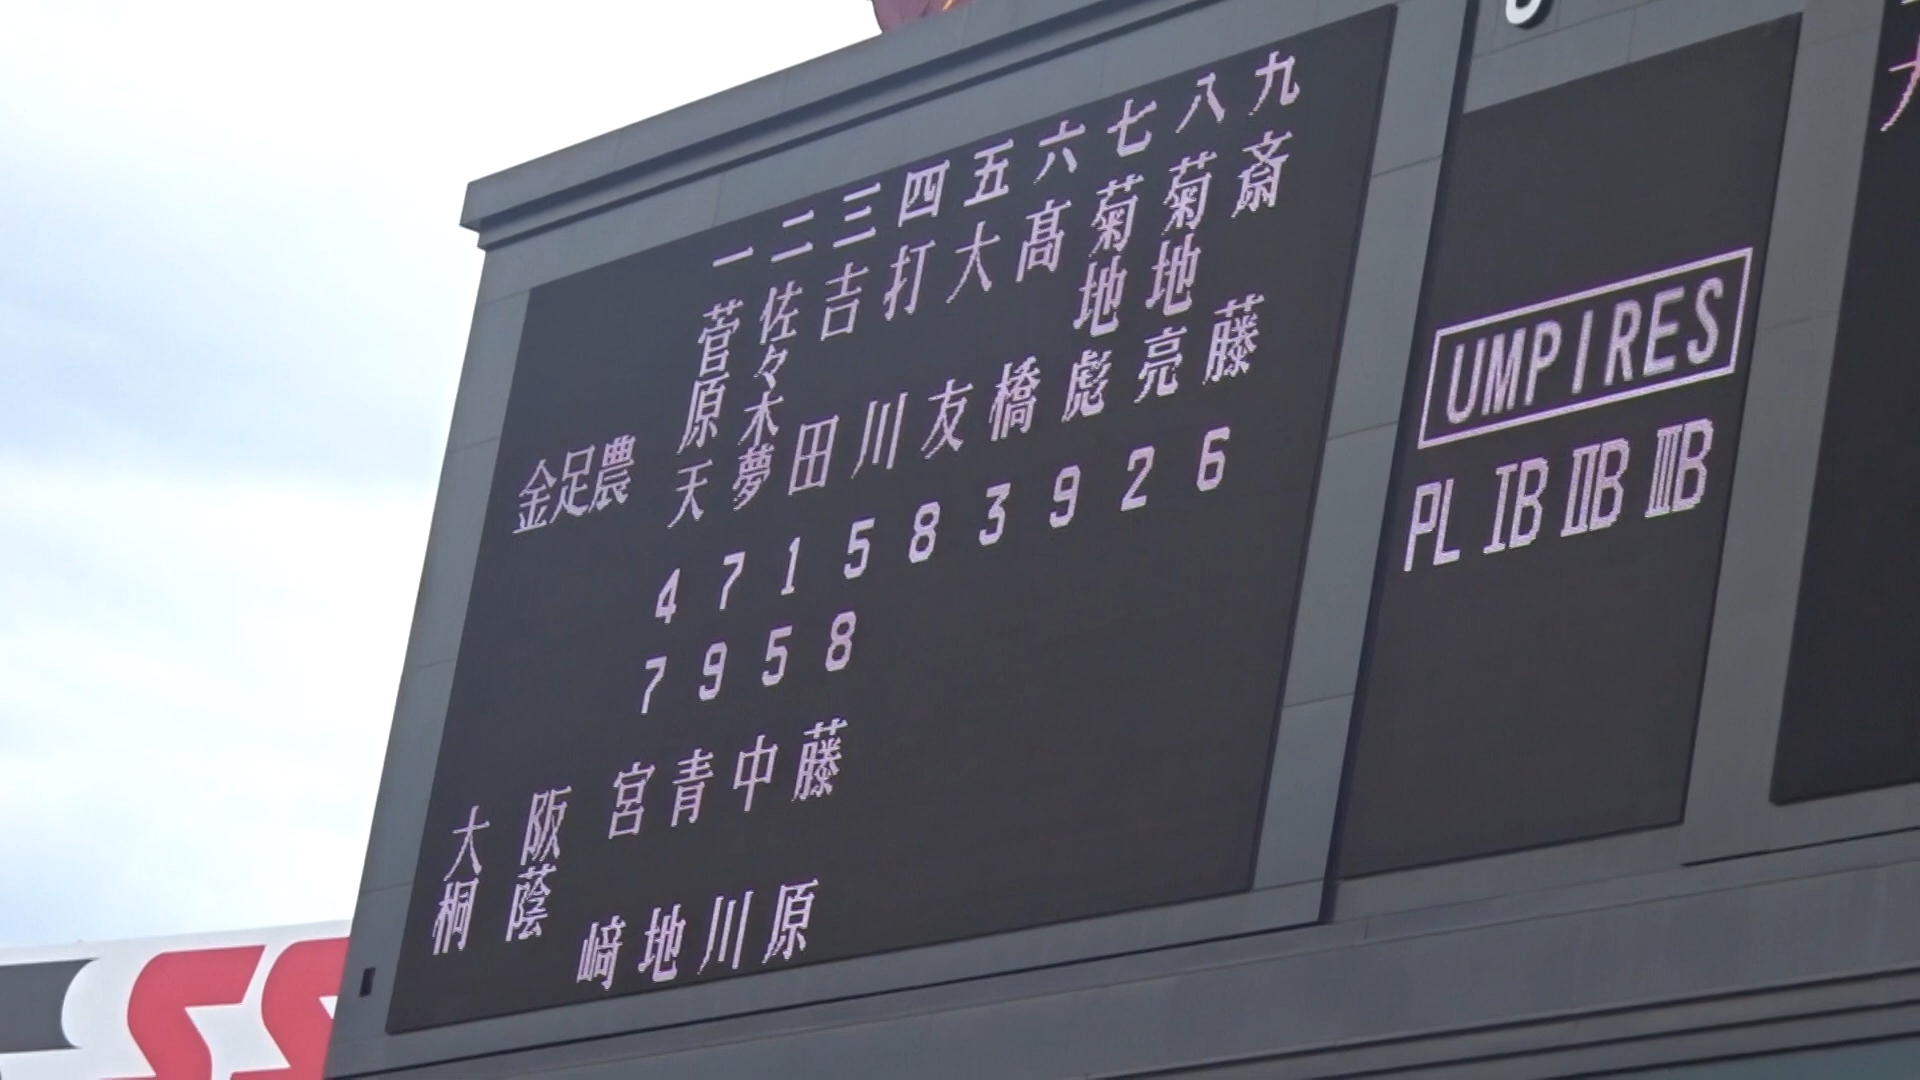 一 二 三 四 五 六 七 八 九
金足農 菅原天 佐々木夢 吉田 打川 大友 髙橋 菊地彪 菊地亮 斎藤
4 7 1 5 8 3 9 2 6
7 9 5 8
大阪桐蔭 宮﨑 青地 中川 藤原
UMPIRES
PL ⅠB ⅡB ⅢB